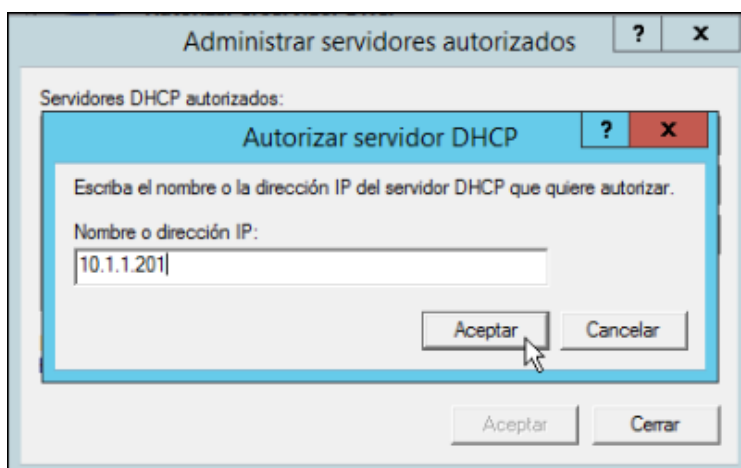 Administrar servidores autorizados
? x
Servidores DHCP autorizados:
Autorizar servidor DHCP
? x
Escriba el nombre o la dirección IP del servidor DHCP que quiere autorizar.
Nombre o dirección IP:
10.1.1.201
Aceptar Cancelar
Aceptar Cerrar